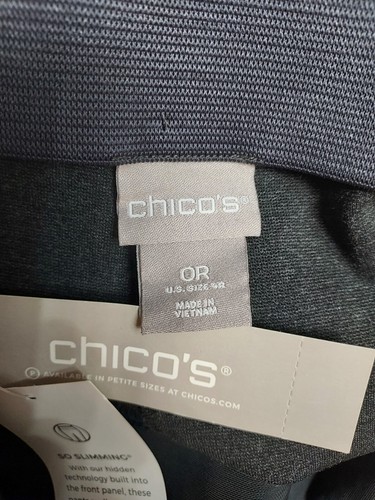 chico's®
0R
U.S. SIZE 4R
MADE IN
VIETNAM
chico's®
P AVAILABLE IN PETITE SIZES AT CHICOS.COM
SO SLIMMING®
With our hidden
technology built into
the front panel, these